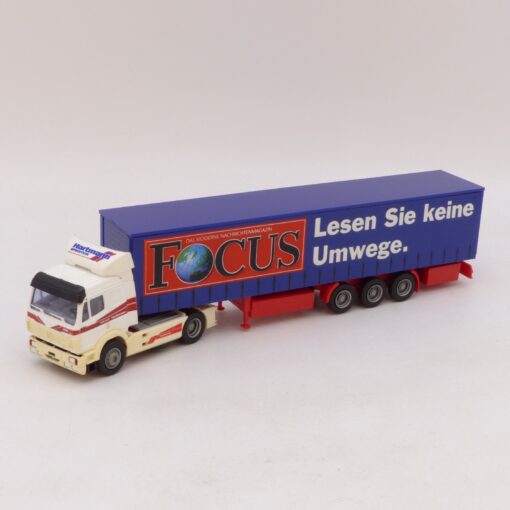 Hartmann
DAS MODERNE NACHRICHTENMAGAZIN
FOCUS
Lesen Sie keine
Umwege.